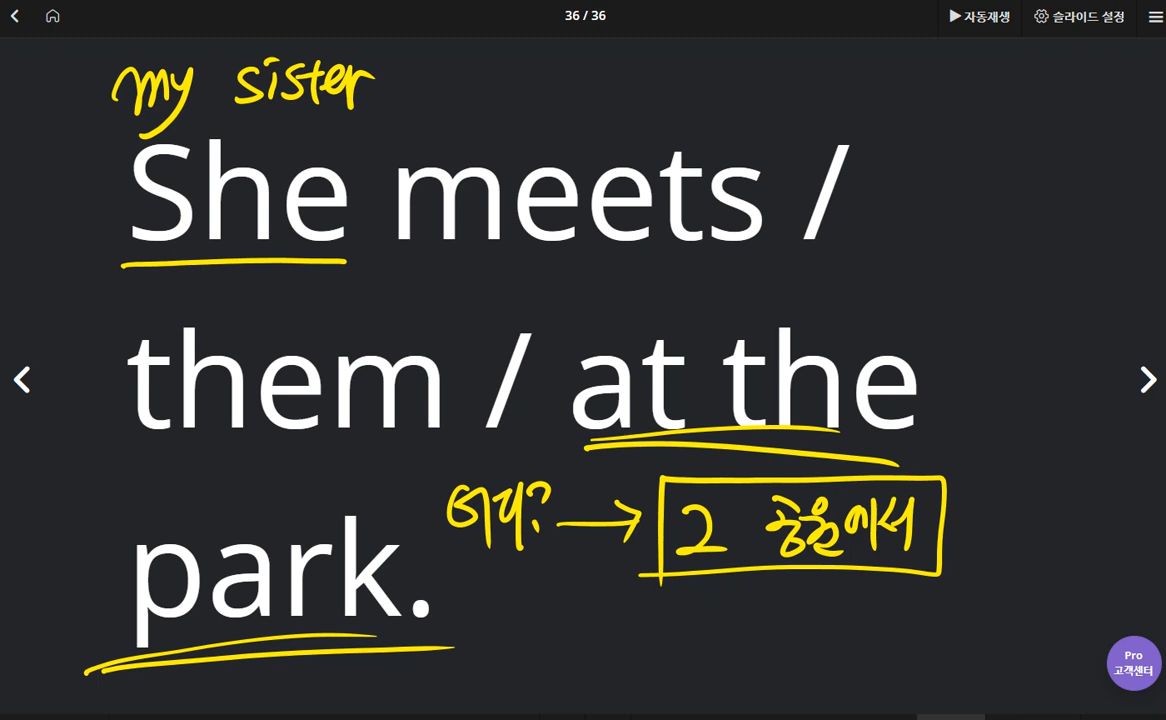 36 / 36
▶자동재생
슬라이드 설정
my sister
She meets /
them / at the
어디? → 그 공원에서
park.
Pro
고객센터